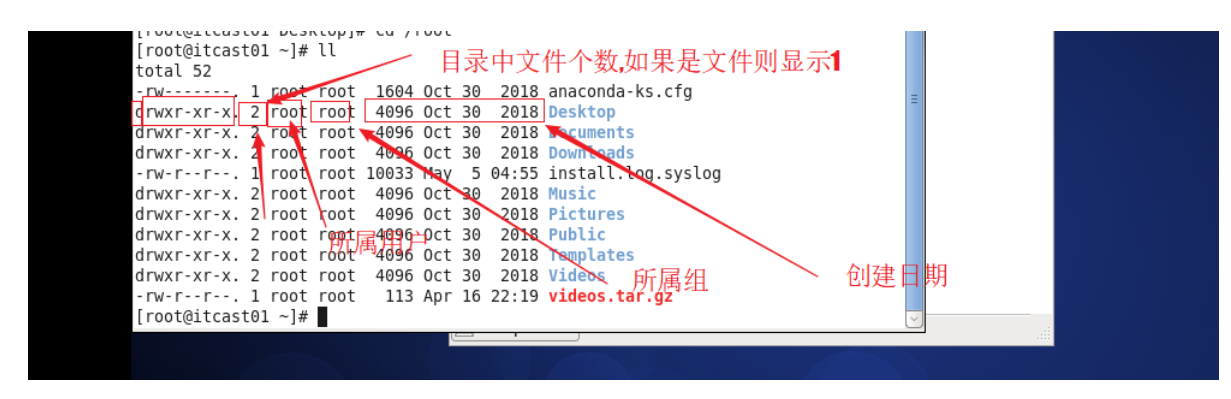 [root@itcast01 Desktop]# cd /root
[root@itcast01 ~]# ll
目录中文件个数,如果是文件则显示1
total 52
-rw-------. 1 root root 1604 Oct 30 2018 anaconda-ks.cfg
drwxr-xr-x. 2 root root 4096 Oct 30 2018 Desktop
drwxr-xr-x. 2 root root 4096 Oct 30 2018 Documents
drwxr-xr-x. 2 root root 4096 Oct 30 2018 Downloads
-rw-r--r--. 1 root root 10033 May 5 04:55 install.log.syslog
drwxr-xr-x. 2 root root 4096 Oct 30 2018 Music
drwxr-xr-x. 2 root root 4096 Oct 30 2018 Pictures
drwxr-xr-x. 2 root root 4096 Oct 30 2018 Public
所属用户
drwxr-xr-x. 2 root root 4096 Oct 30 2018 Templates
drwxr-xr-x. 2 root root 4096 Oct 30 2018 Videos
所属组
创建日期
-rw-r--r--. 1 root root 113 Apr 16 22:19 videos.tar.gz
[root@itcast01 ~]#